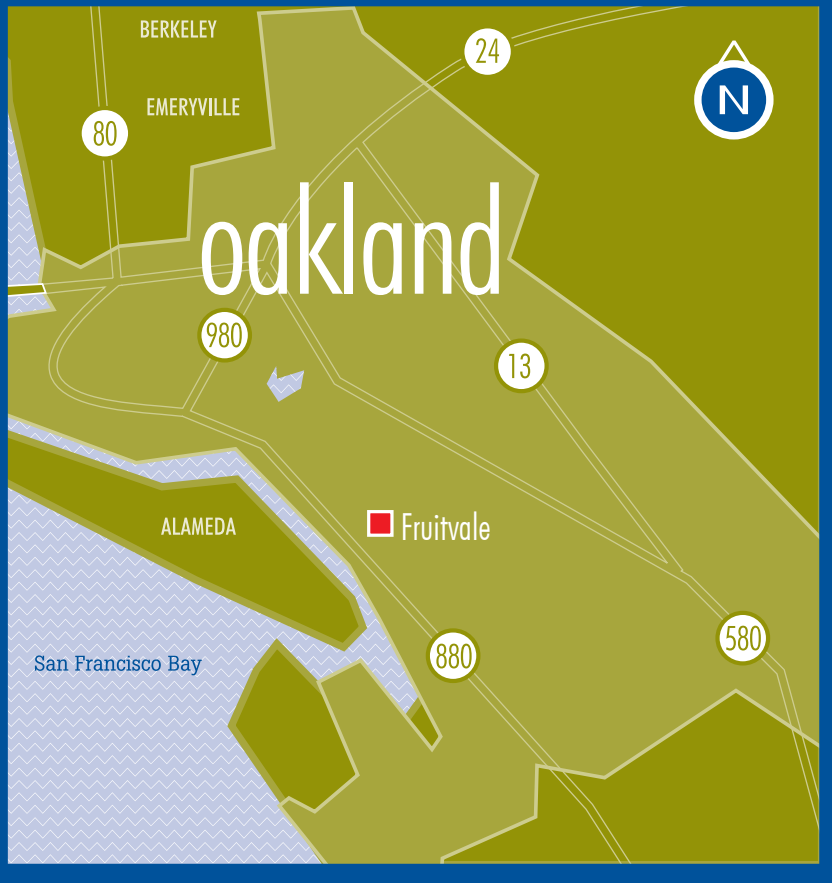 BERKELEY
24
N
EMERYVILLE
80
oakland
980
13
ALAMEDA
Fruitvale
880
580
San Francisco Bay